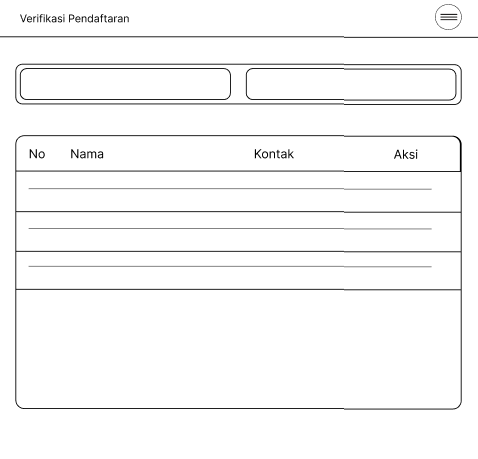 Verifikasi Pendaftaran
No Nama Kontak Aksi